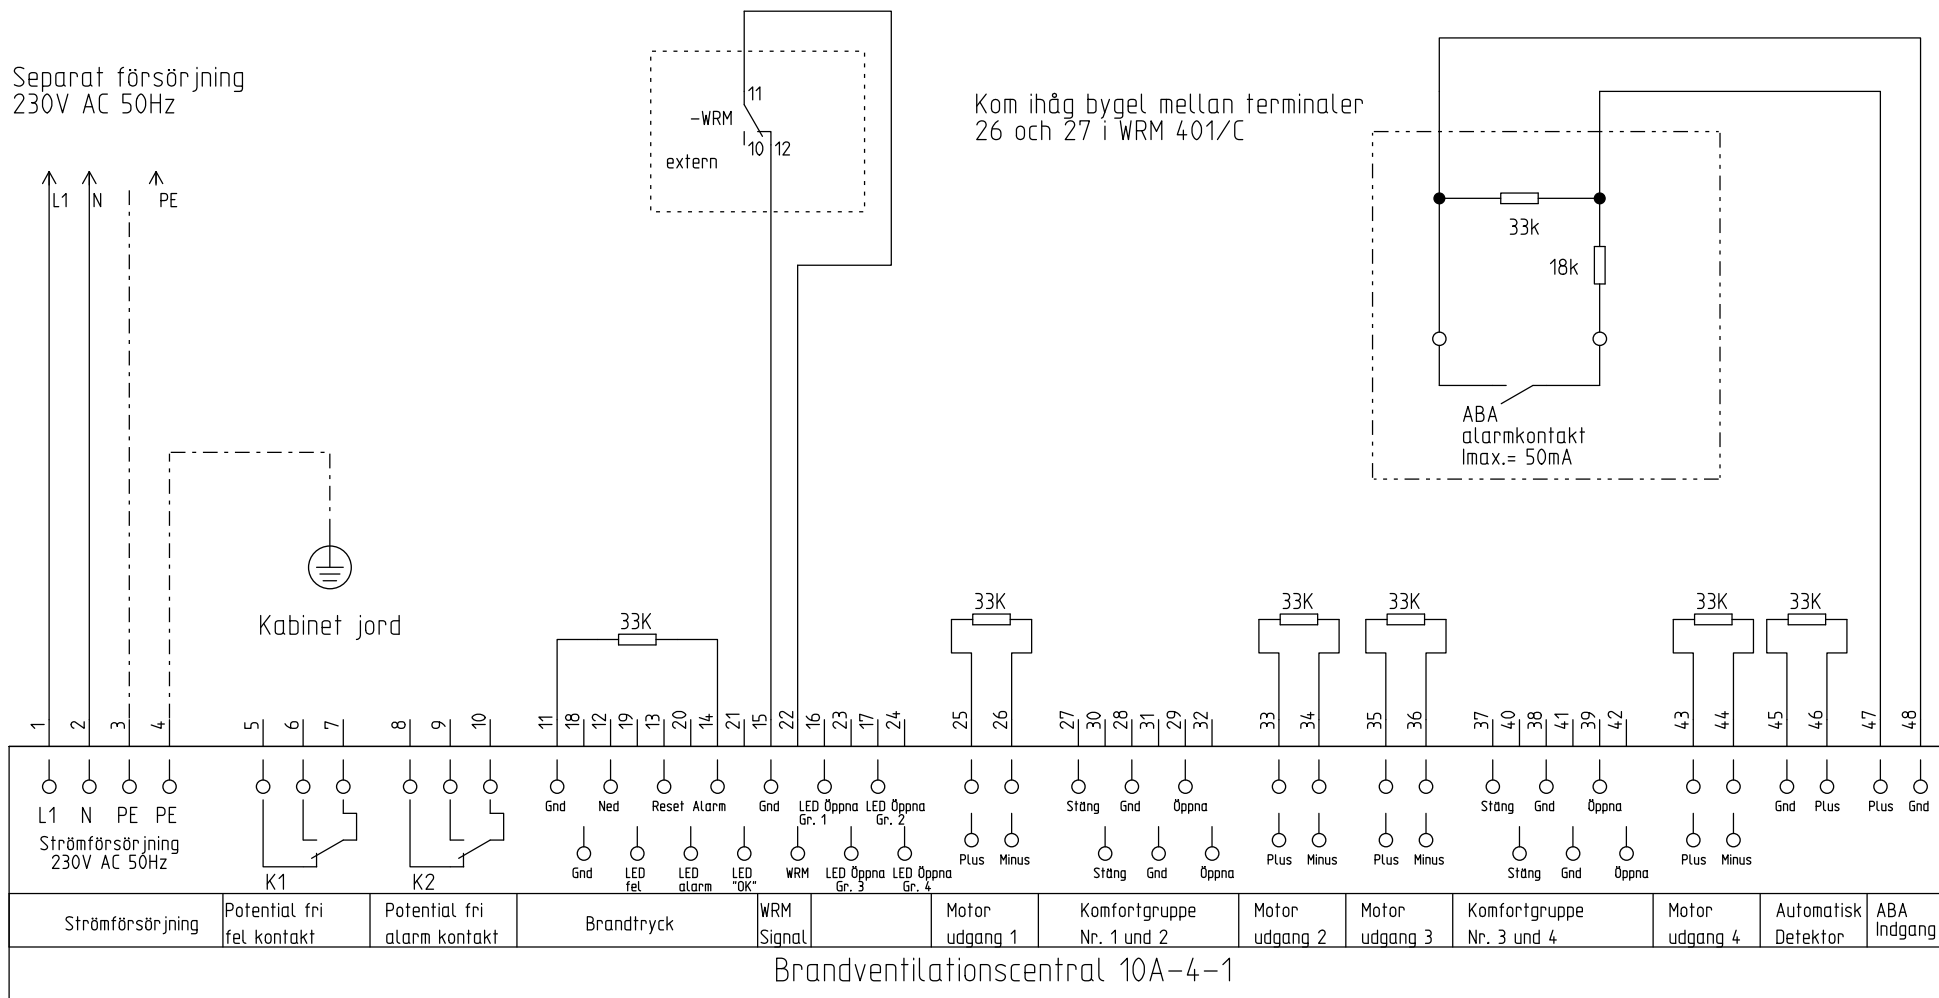 Separat försörjning
230V AC 50Hz
L1
N
PE
11
-WRM
10
12
extern
Kom ihåg bygel mellan terminaler
26 och 27 i WRM 401/C
33k
18k
ABA
alarmkontakt
Imax.= 50mA
Kabinet jord
33K
33K
33K
33K
33K
33K
1 2 3 4 5 6 7 8 9 10 11 18 12 19 13 20 14 21 15 22 16 23 17 24 25 26 27 30 28 31 29 32 33 34 35 36 37 40 38 41 39 42 43 44 45 46 47 48
L1 N PE PE
Strömförsörjning
230V AC 50Hz
K1
K2
Gnd Ned Reset Alarm Gnd
LED Öppna
Gr. 1
LED Öppna
Gr. 2
Gnd
LED
fel
LED
alarm
LED
"OK"
WRM
LED Öppna
Gr. 3
LED Öppna
Gr. 4
Plus Minus
Stäng Gnd Öppna
Stäng Gnd Öppna
Plus Minus
Plus Minus
Stäng Gnd Öppna
Stäng Gnd Öppna
Plus Minus
Gnd Plus
Plus Gnd
Strömförsörjning
Potential fri
fel kontakt
Potential fri
alarm kontakt
Brandtryck
WRM
Signal
Motor
udgang 1
Komfortgruppe
Nr. 1 und 2
Motor
udgang 2
Motor
udgang 3
Komfortgruppe
Nr. 3 und 4
Motor
udgang 4
Automatisk
Detektor
ABA
Indgang
Brandventilationscentral 10A-4-1